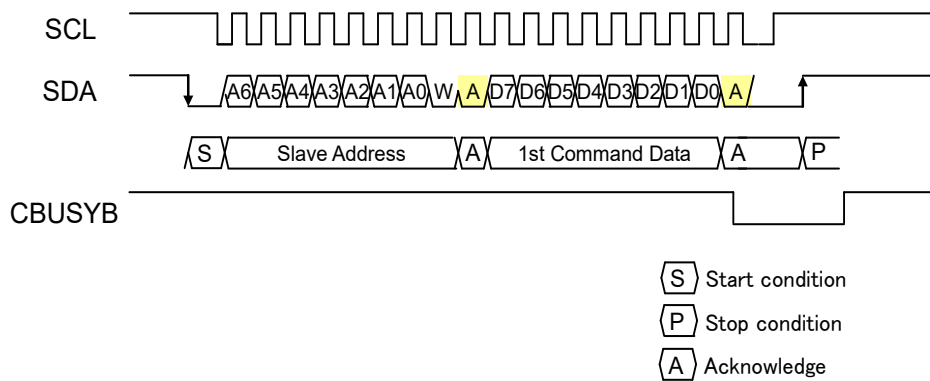 SCL
SDA A6 A5 A4 A3 A2 A1 A0 W A D7 D6 D5 D4 D3 D2 D1 D0 A
S Slave Address A 1st Command Data A P
CBUSYB
S Start condition
P Stop condition
A Acknowledge